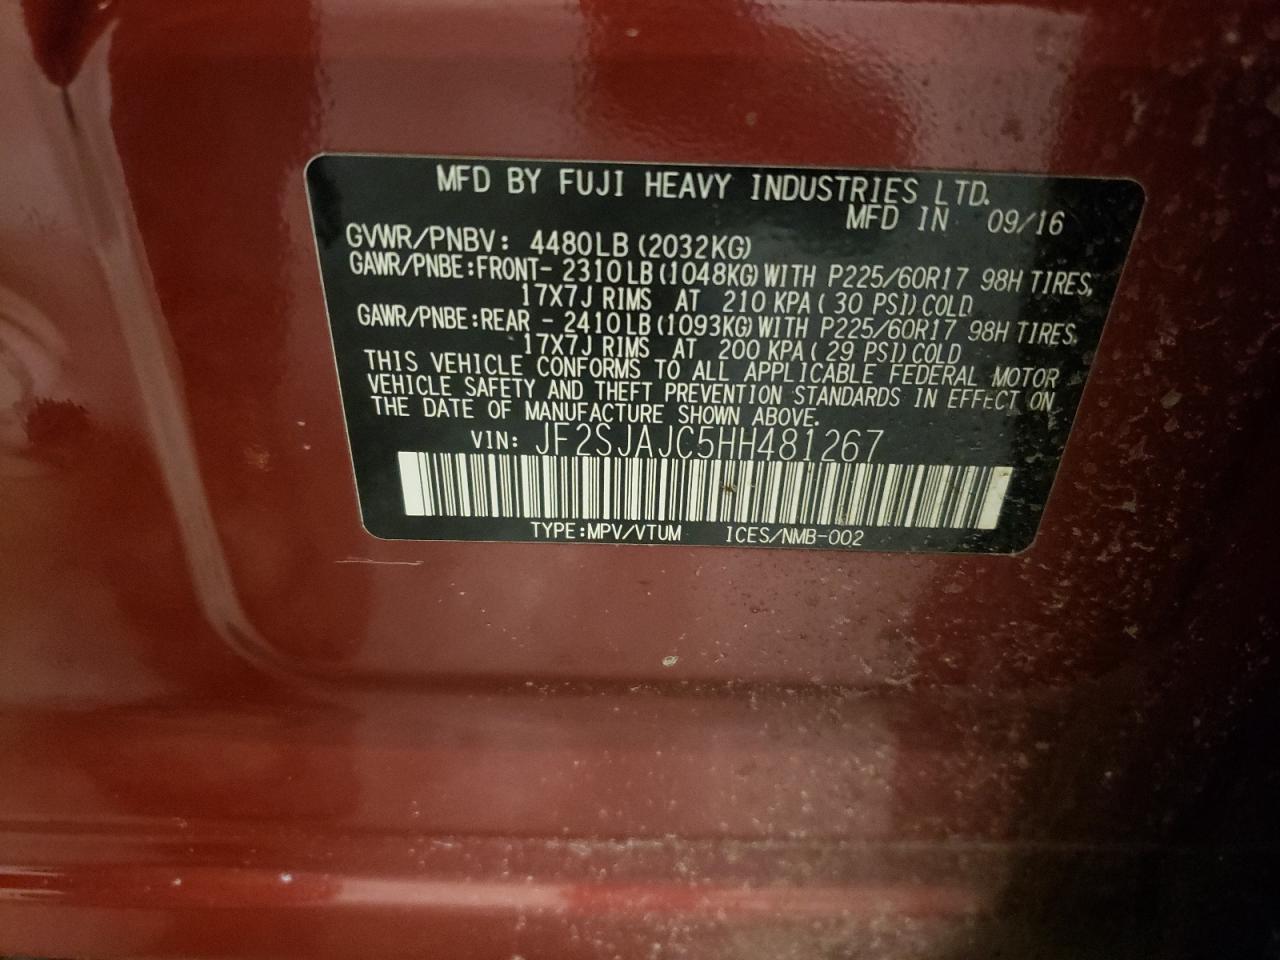 MFD BY FUJI HEAVY INDUSTRIES LTD.
MFD IN 09/16
GVWR/PNBV: 4480LB (2032KG)
GAWR/PNBE:FRONT- 2310LB (1048KG) WITH P225/60R17 98H TIRES,
17X7J RIMS AT 210 KPA ( 30 PSI) COLD
GAWR/PNBE:REAR - 2410LB (1093KG) WITH P225/60R17 98H TIRES,
17X7J RIMS AT 200 KPA ( 29 PSI) COLD
THIS VEHICLE CONFORMS TO ALL APPLICABLE FEDERAL MOTOR
VEHICLE SAFETY AND THEFT PREVENTION STANDARDS IN EFFECT ON
THE DATE OF MANUFACTURE SHOWN ABOVE.
VIN: JF2SJAJC5HH481267
TYPE:MPV/VTUM ICES/NMB-002